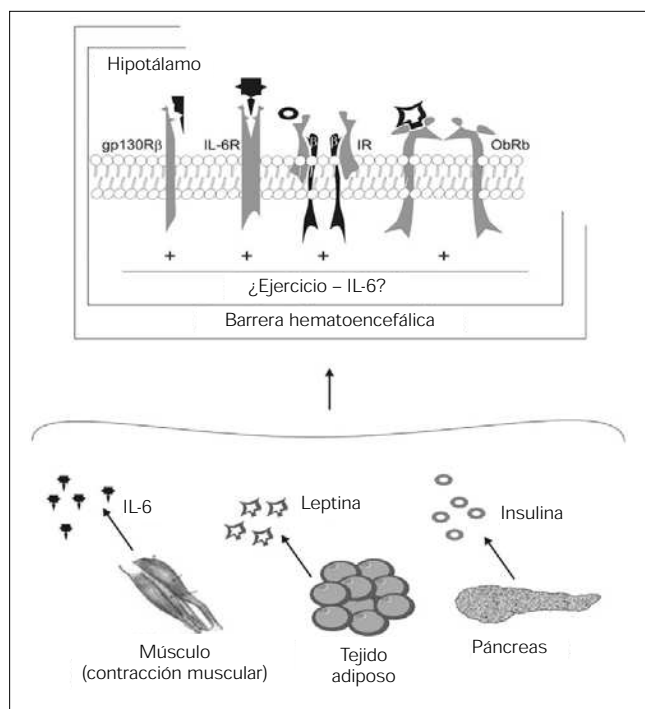 Hipotálamo
gp130Rβ
IL-6R
IR
ObRb
β β
+ + + +
¿Ejercicio – IL-6?
Barrera hematoencefálica
IL-6
Leptina
Insulina
Músculo
(contracción muscular)
Tejido
adiposo
Páncreas